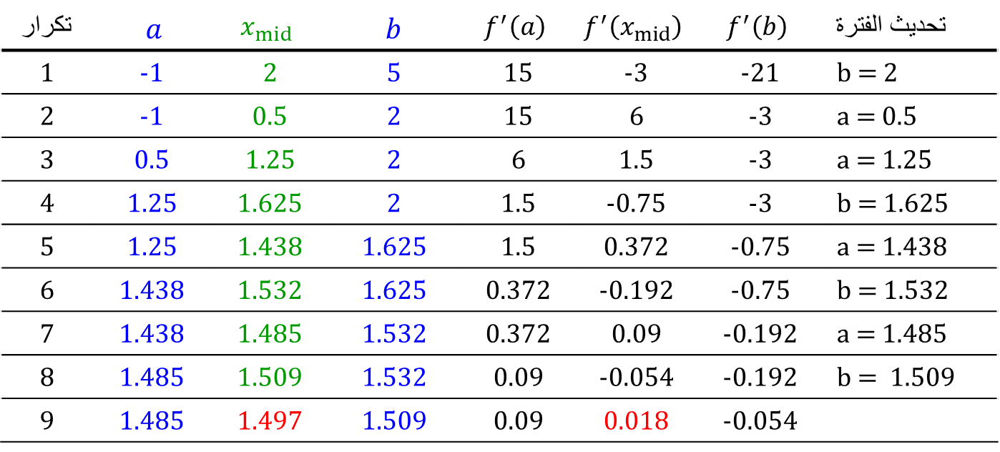 تكرار a x_mid b f′(a) f′(x_mid) f′(b) تحديث الفترة
1 -1 2 5 15 -3 -21 b = 2
2 -1 0.5 2 15 6 -3 a = 0.5
3 0.5 1.25 2 6 1.5 -3 a = 1.25
4 1.25 1.625 2 1.5 -0.75 -3 b = 1.625
5 1.25 1.438 1.625 1.5 0.372 -0.75 a = 1.438
6 1.438 1.532 1.625 0.372 -0.192 -0.75 b = 1.532
7 1.438 1.485 1.532 0.372 0.09 -0.192 a = 1.485
8 1.485 1.509 1.532 0.09 -0.054 -0.192 b = 1.509
9 1.485 1.497 1.509 0.09 0.018 -0.054